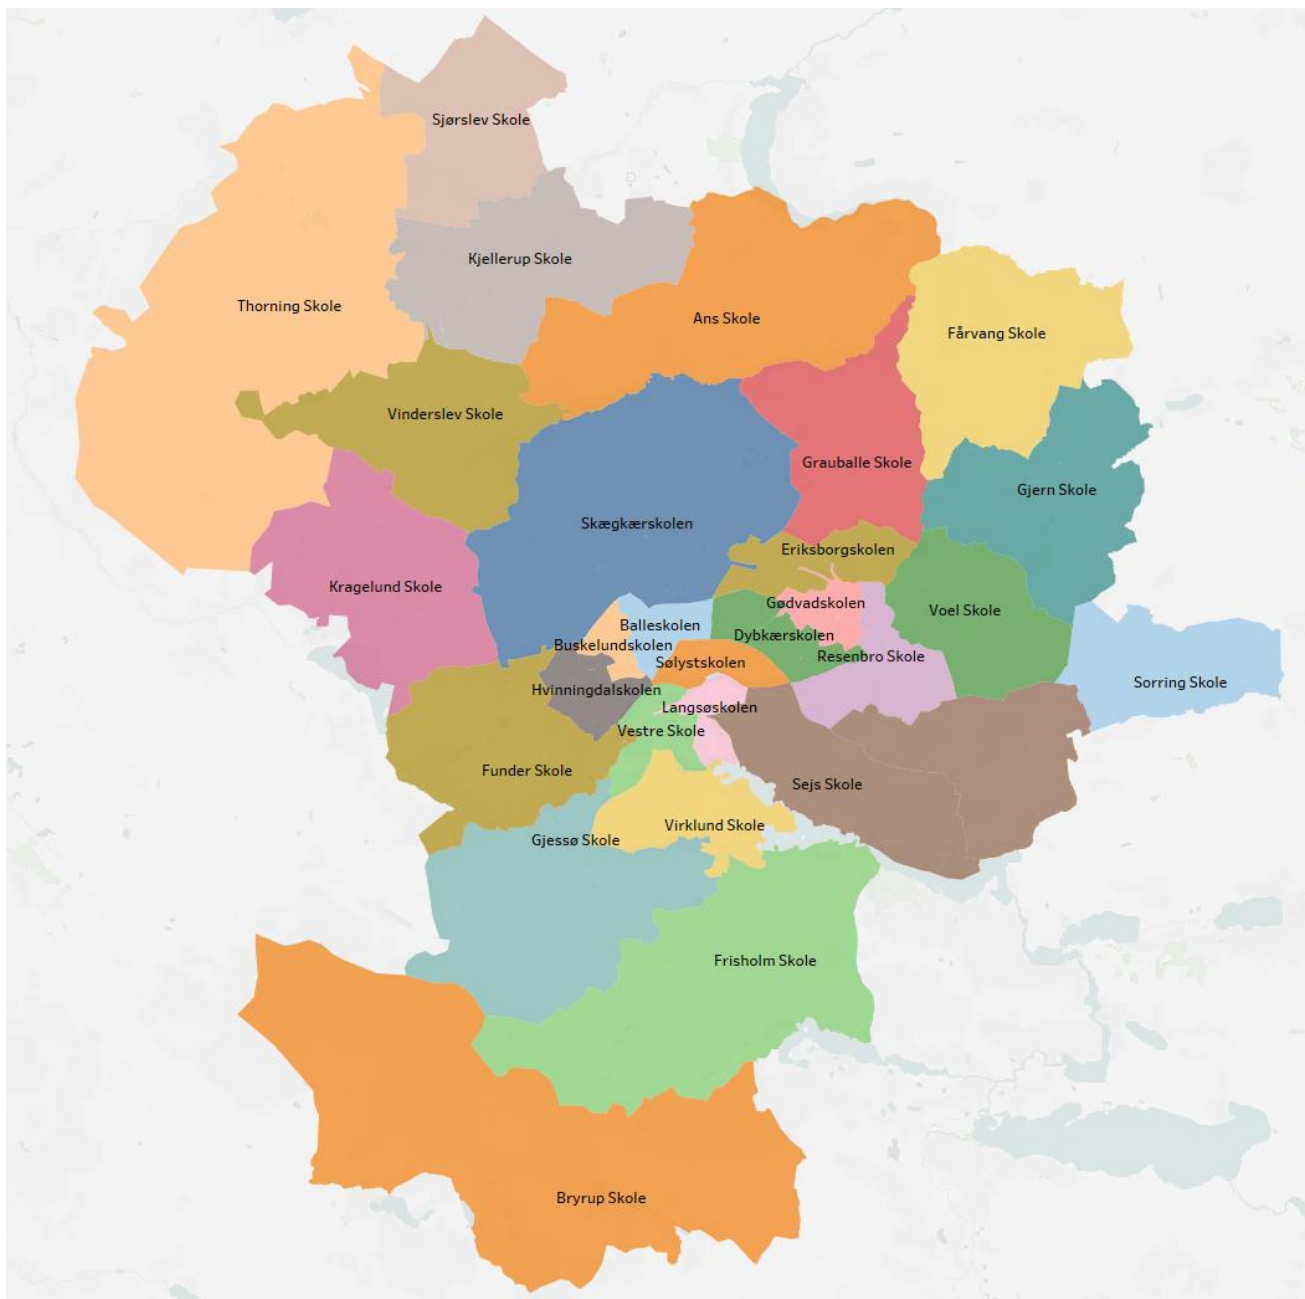 Sjørslev Skole
Kjellerup Skole
Thorning Skole
Ans Skole
Fårvang Skole
Vinderslev Skole
Grauballe Skole
Gjern Skole
Skægkærskolen
Eriksborgskolen
Kragelund Skole
Gødvadskolen
Voel Skole
Balleskolen
Dybkærskolen
Buskelundskolen
Resenbro Skole
Sølystskolen
Sorring Skole
Hvinningdalskolen
Langsøskolen
Vestre Skole
Funder Skole
Sejs Skole
Virklund Skole
Gjessø Skole
Frisholm Skole
Bryrup Skole